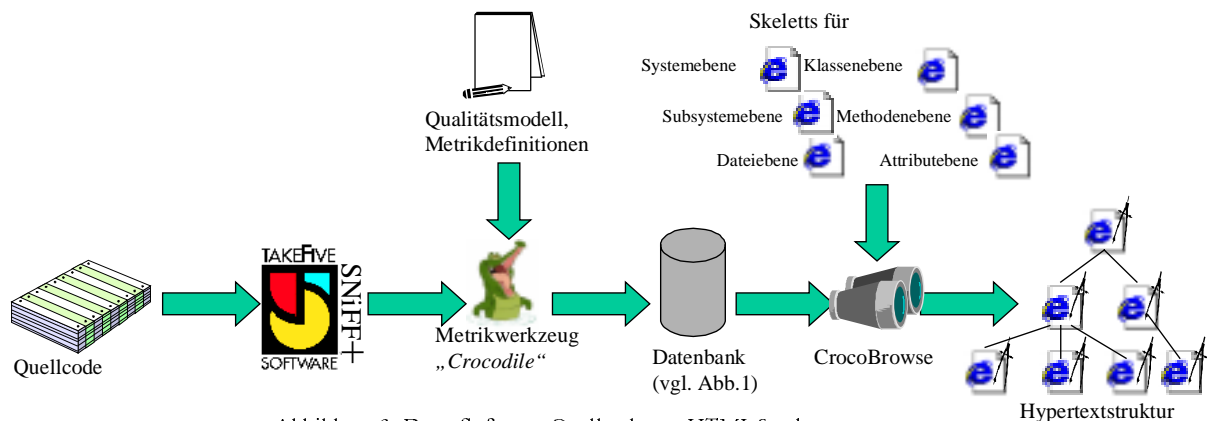 Skeletts für
Systemebene
Klassenebene
Subsystemebene
Methodenebene
Dateiebene
Attributebene
Qualitätsmodell,
Metrikdefinitionen
TAKEFIVE
SNiFF+
SOFTWARE
Quellcode
Metrikwerkzeug
„Crocodile“
Datenbank
(vgl. Abb.1)
CrocoBrowse
Hypertextstruktur